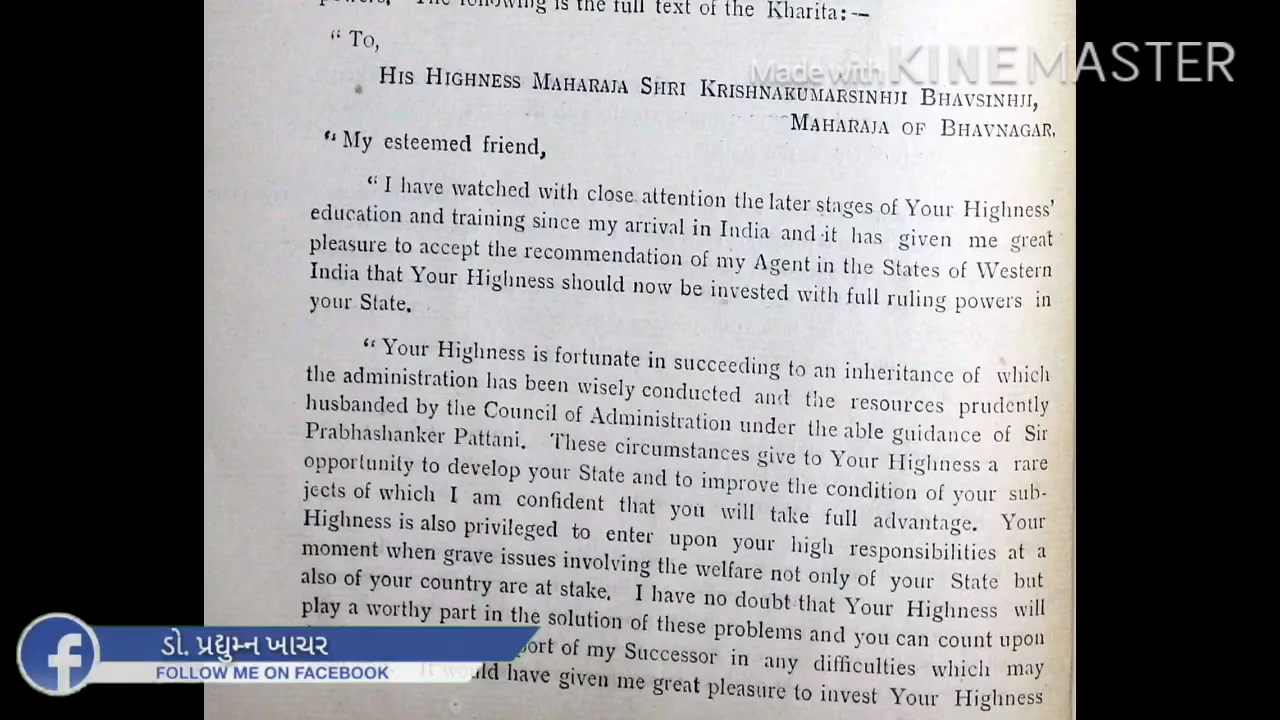 The following is the full text of the Kharita:—
“ To,
HIS HIGHNESS MAHARAJA SHRI KRISHNAKUMARSINHJI BHAVSINHJI,
MAHARAJA OF BHAVNAGAR.
“ My esteemed friend,
“ I have watched with close attention the later stages of Your Highness’
education and training since my arrival in India and it has given me great
pleasure to accept the recommendation of my Agent in the States of Western
India that Your Highness should now be invested with full ruling powers in
your State.
“ Your Highness is fortunate in succeeding to an inheritance of which
the administration has been wisely conducted and the resources prudently
husbanded by the Council of Administration under the able guidance of Sir
Prabhashanker Pattani. These circumstances give to Your Highness a rare
opportunity to develop your State and to improve the condition of your sub-
jects of which I am confident that you will take full advantage. Your
Highness is also privileged to enter upon your high responsibilities at a
moment when grave issues involving the welfare not only of your State but
also of your country are at stake. I have no doubt that Your Highness will
play a worthy part in the solution of these problems and you can count upon
of my Successor in any difficulties which may
have given me great pleasure to invest Your Highness
Made with KINEMASTER
ડો. પ્રદ્યુમ્ન ખાચર
FOLLOW ME ON FACEBOOK